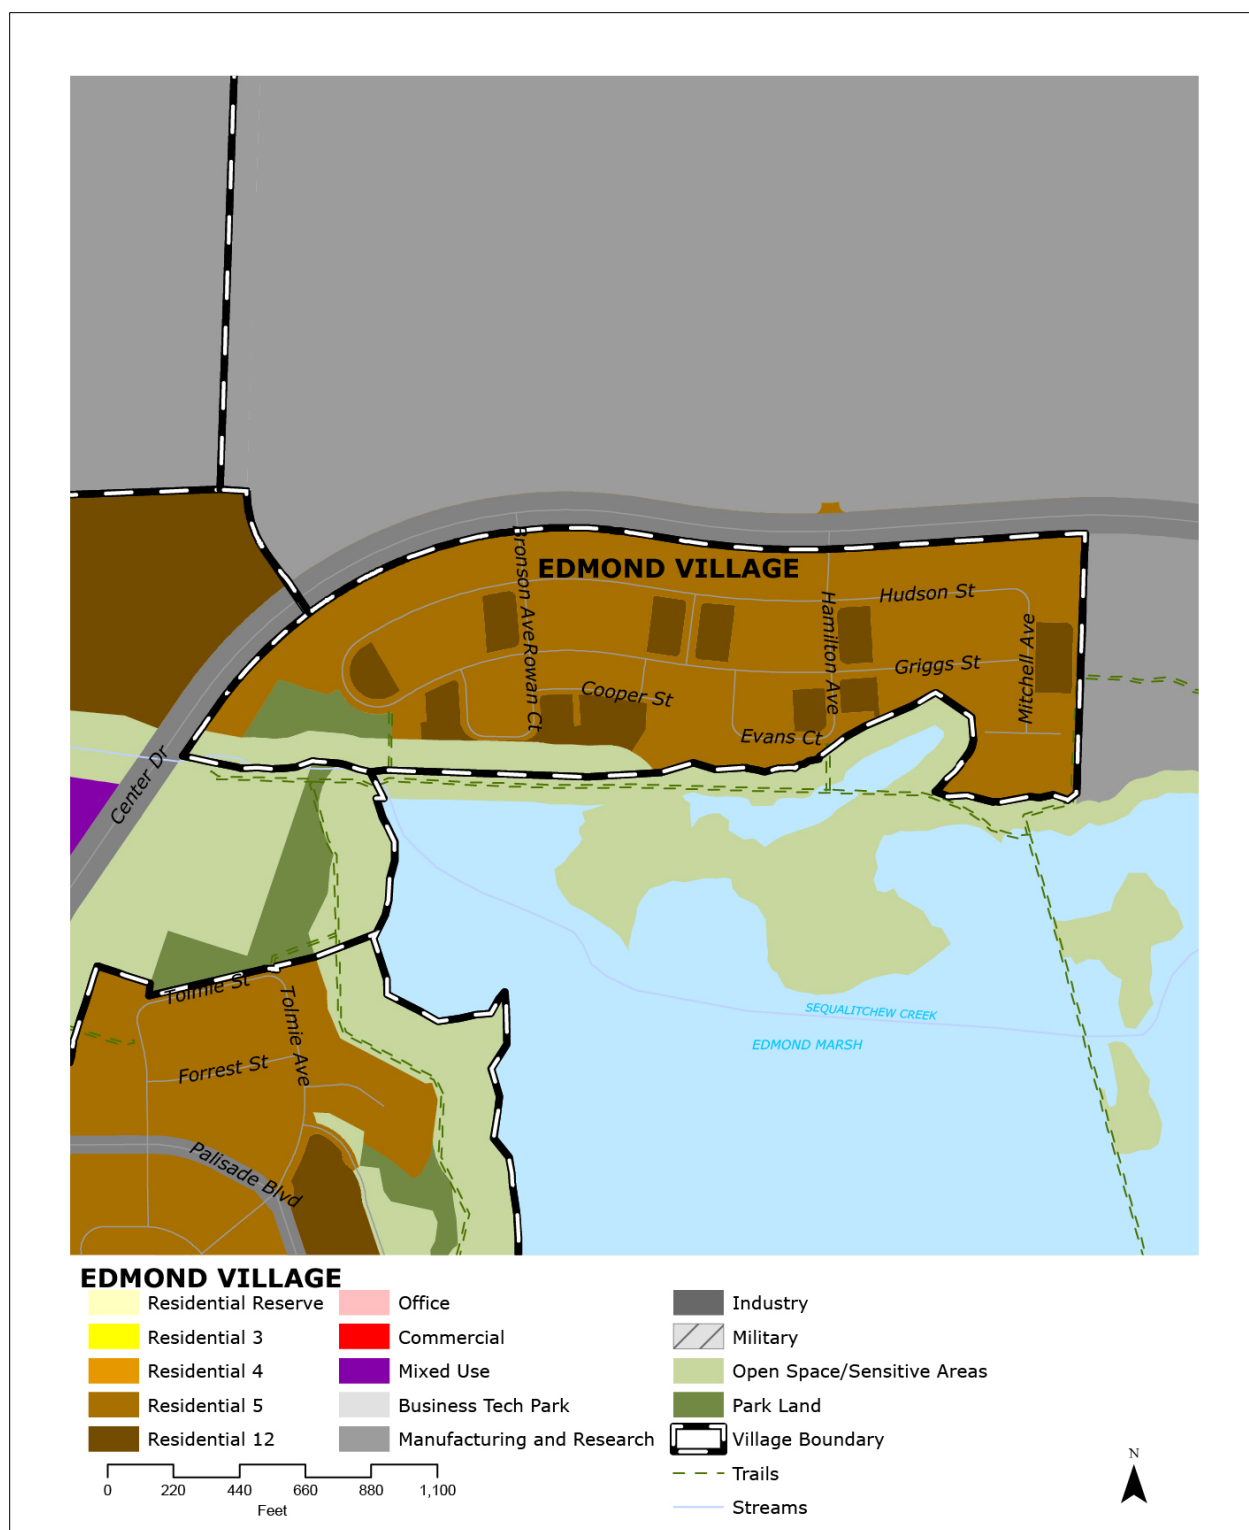 EDMOND VILLAGE
Bronson Ave
Hudson St
Hamilton Ave
Mitchell Ave
Griggs St
Rowan Ct
Cooper St
Evans Ct
Center Dr
Tolmie St
Tolmie Ave
Forrest St
Palisade Blvd
SEQUALITCHEW CREEK
EDMOND MARSH
EDMOND VILLAGE
Residential Reserve
Residential 3
Residential 4
Residential 5
Residential 12
Office
Commercial
Mixed Use
Business Tech Park
Manufacturing and Research
Industry
Military
Open Space/Sensitive Areas
Park Land
Village Boundary
Trails
Streams
0 220 440 660 880 1,100
Feet
N